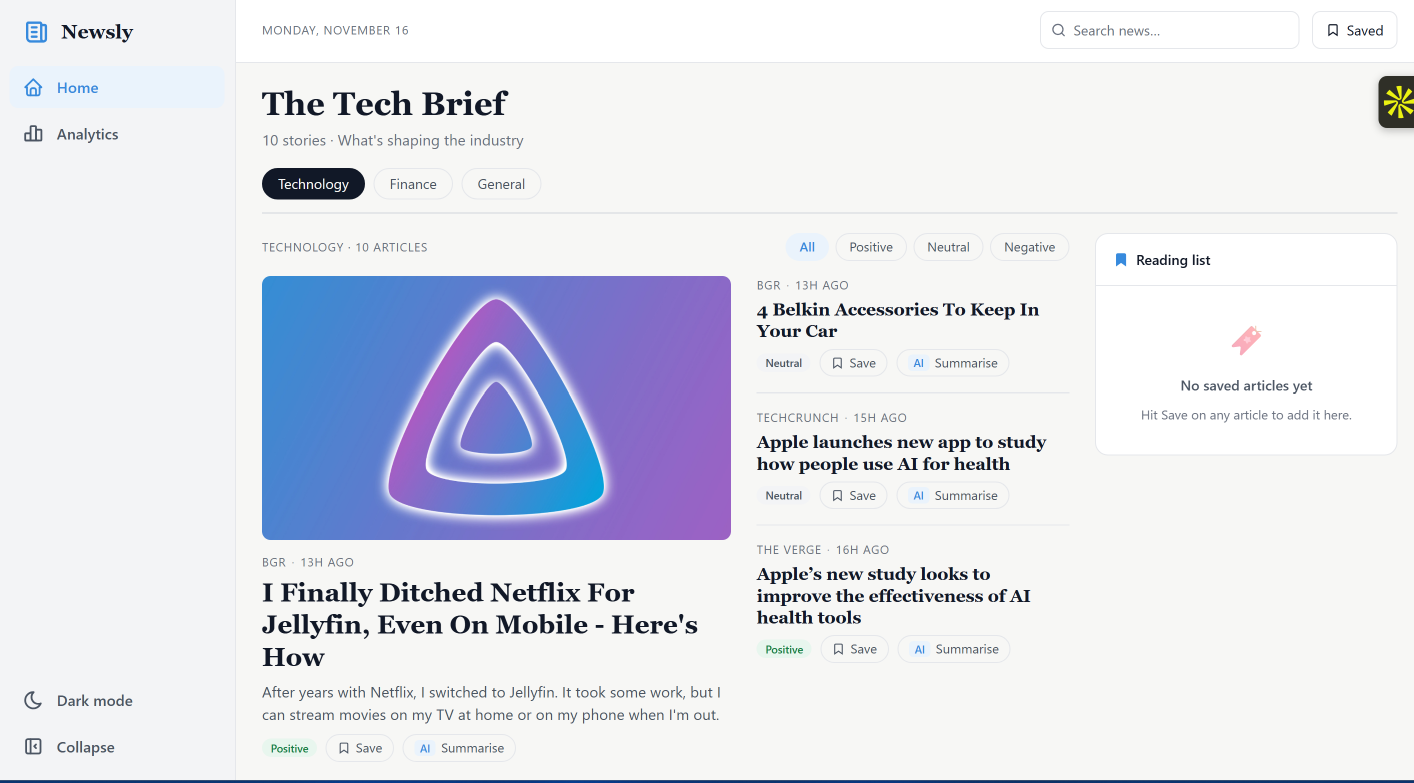 Newsly
Home
Analytics
Dark mode
Collapse
MONDAY, NOVEMBER 16
Search news...
Saved
The Tech Brief
10 stories · What's shaping the industry
Technology
Finance
General
TECHNOLOGY · 10 ARTICLES
All
Positive
Neutral
Negative
BGR · 13H AGO
I Finally Ditched Netflix For
Jellyfin, Even On Mobile - Here's
How
After years with Netflix, I switched to Jellyfin. It took some work, but I
can stream movies on my TV at home or on my phone when I'm out.
Positive
Save
AI Summarise
BGR · 13H AGO
4 Belkin Accessories To Keep In
Your Car
Neutral
Save
AI Summarise
TECHCRUNCH · 15H AGO
Apple launches new app to study
how people use AI for health
Neutral
Save
AI Summarise
THE VERGE · 16H AGO
Apple’s new study looks to
improve the effectiveness of AI
health tools
Positive
Save
AI Summarise
Reading list
No saved articles yet
Hit Save on any article to add it here.